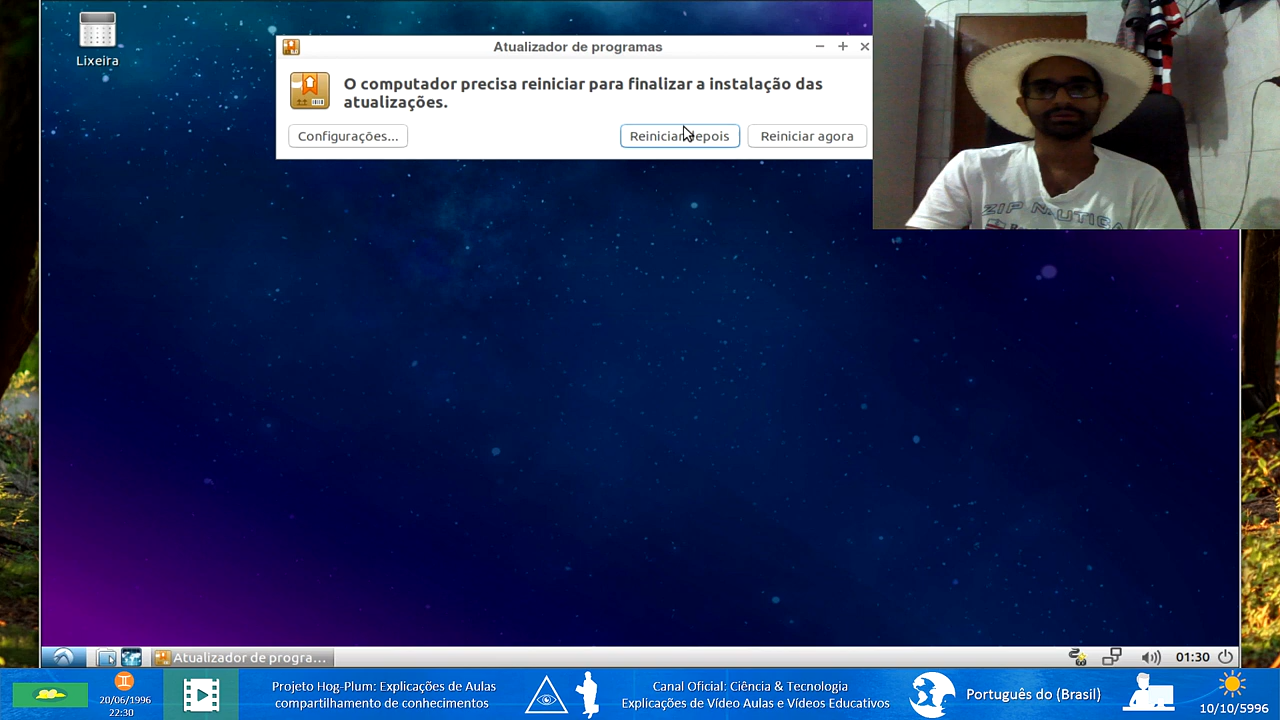 Lixeira
Atualizador de programas
O computador precisa reiniciar para finalizar a instalação das
atualizações.
Configurações...
Reiniciar depois
Reiniciar agora
ZIP NAUTICA
Atualizador de progra...
01:30
20/06/1996
22:30
Projeto Hog-Plum: Explicações de Aulas
compartilhamento de conhecimentos
Canal Oficial: Ciência & Tecnologia
Explicações de Vídeo Aulas e Vídeos Educativos
Português do (Brasil)
10/10/5996